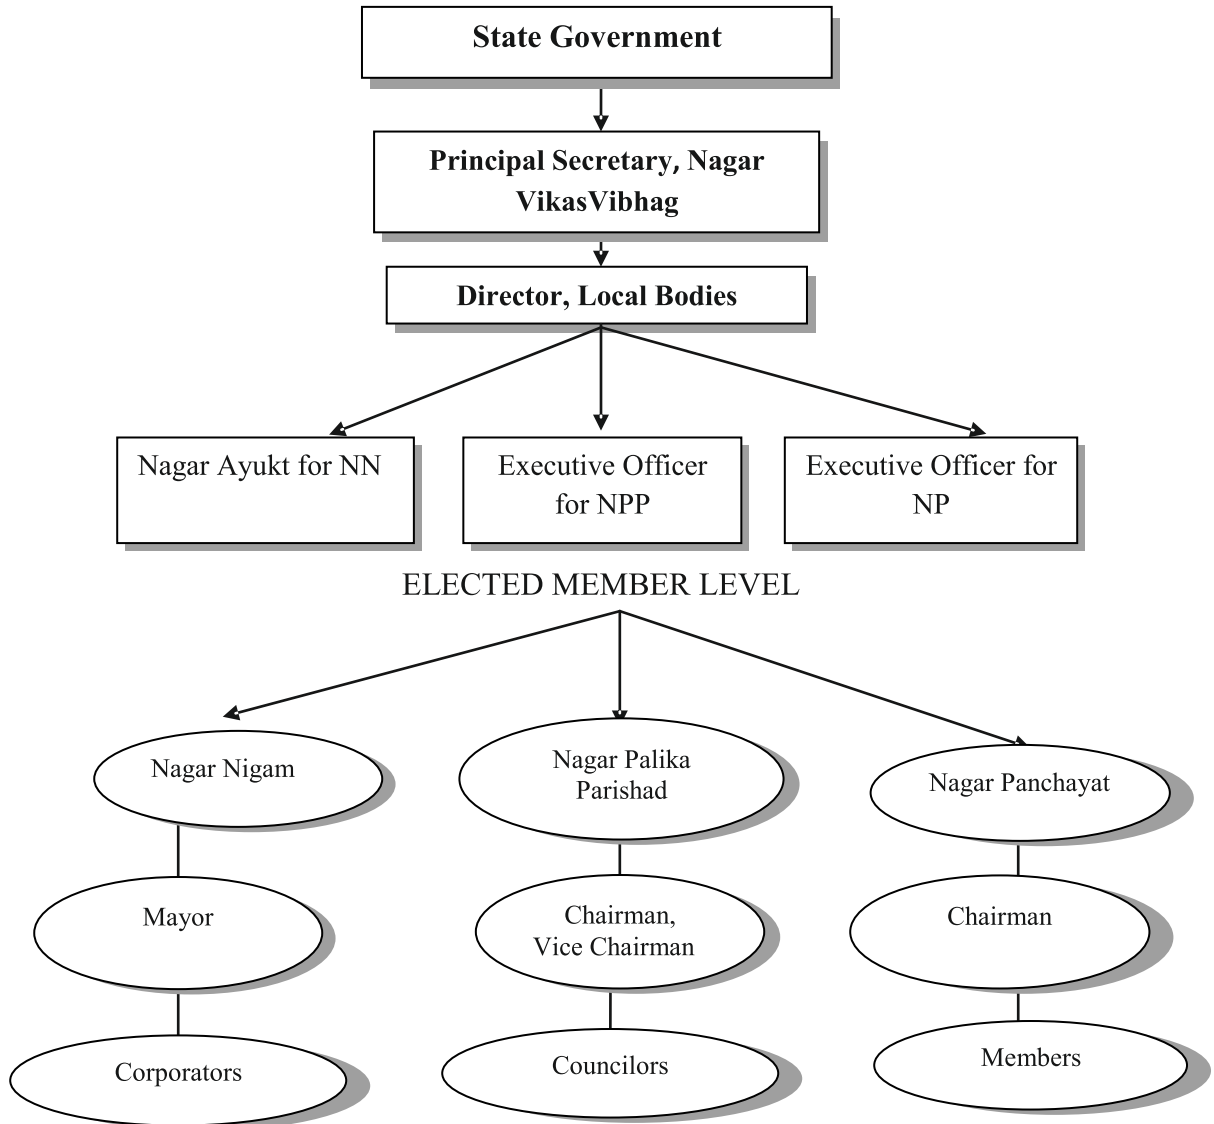 State Government
Principal Secretary, Nagar
VikasVibhag
Director, Local Bodies
Nagar Ayukt for NN
Executive Officer
for NPP
Executive Officer for
NP
ELECTED MEMBER LEVEL
Nagar Nigam
Nagar Palika
Parishad
Nagar Panchayat
Mayor
Chairman,
Vice Chairman
Chairman
Corporators
Councilors
Members